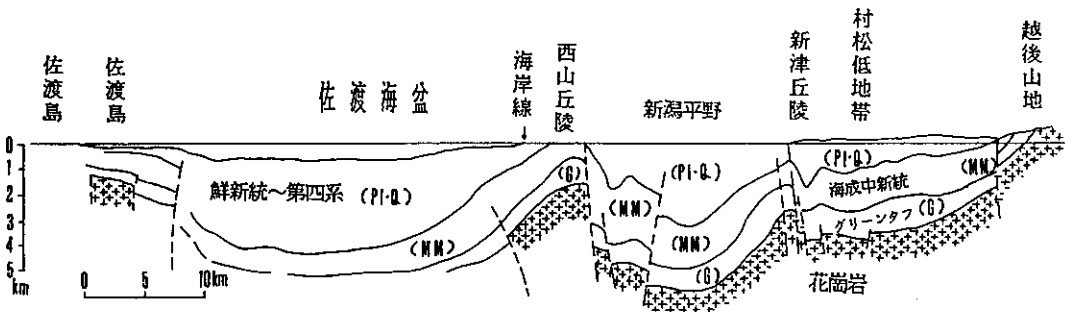 佐渡島
佐渡島
佐渡海盆
海岸線
西山丘陵
新潟平野
新津丘陵
村松低地帯
越後山地
0
1
2
3
4
5
km
鮮新統～第四系 (Pl-Q.)
(MM)
(G)
(Pl-Q.)
(MM)
(MM)
(G)
(Pl-Q.)
海成中新統
(MM)
グリーンタフ (G)
花崗岩
0 5 10km